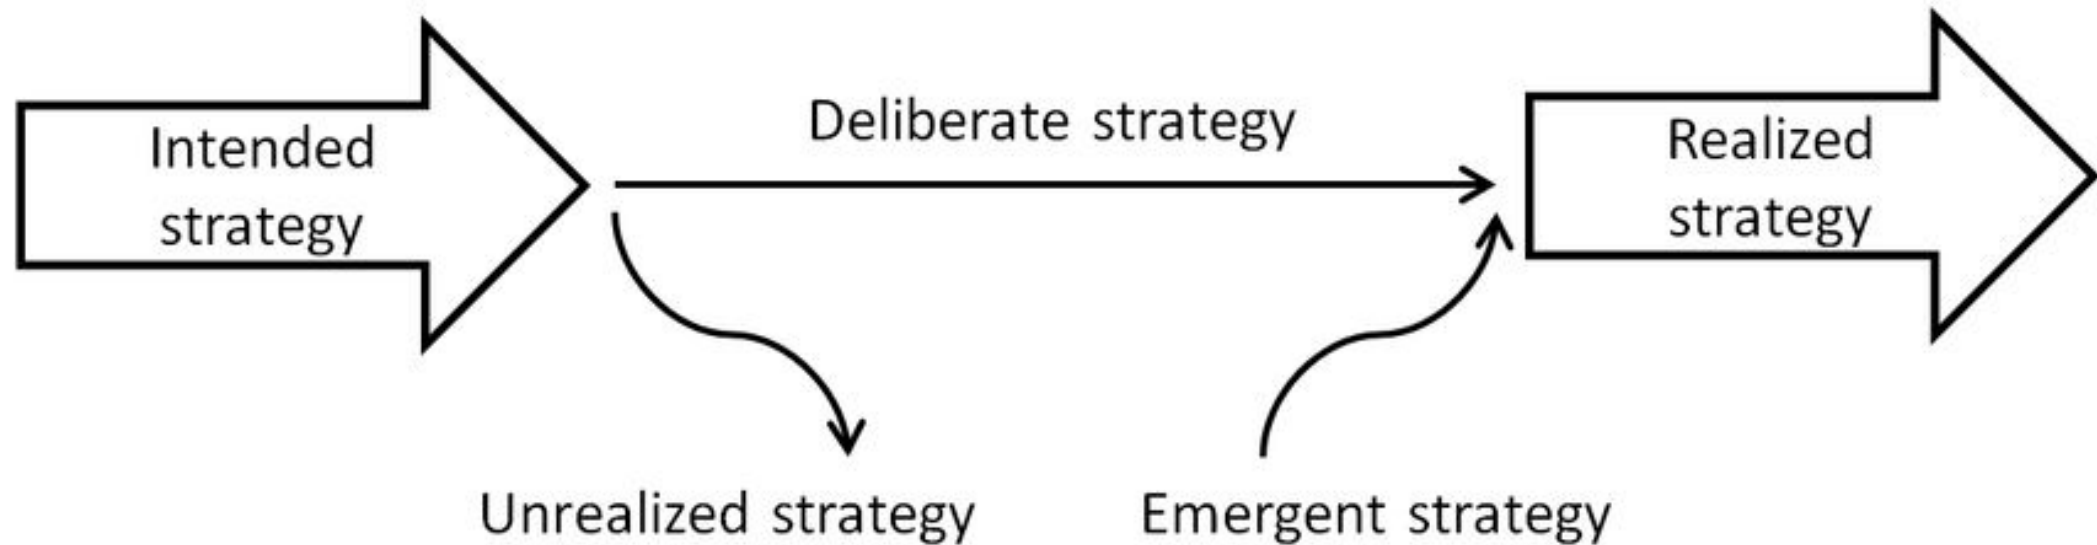 Intended
strategy
Deliberate strategy
Realized
strategy
Unrealized strategy
Emergent strategy